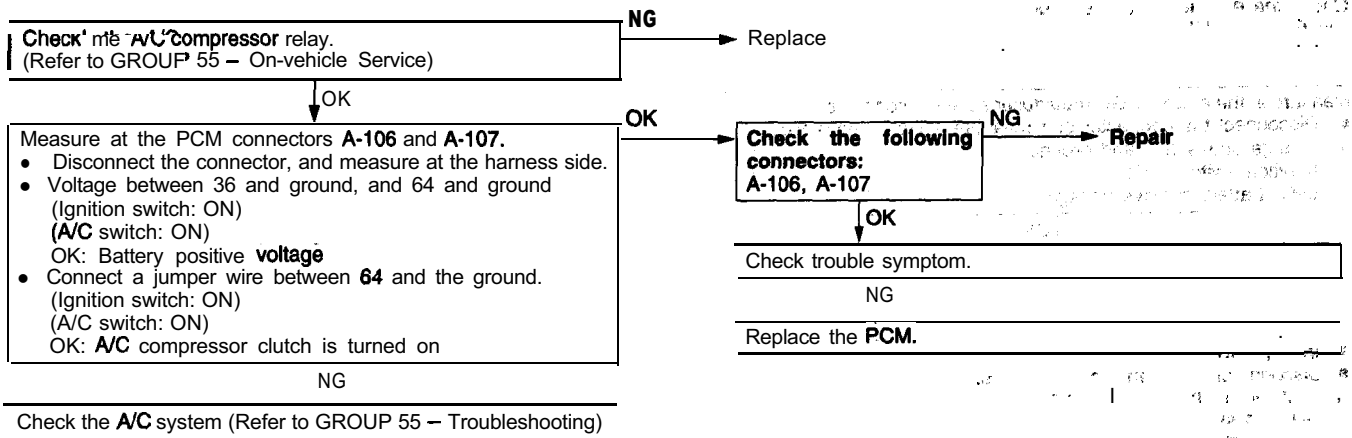 NG
Check the A/C compressor relay.
(Refer to GROUP 55 – On-vehicle Service)
Replace
OK
Measure at the PCM connectors A-106 and A-107.
• Disconnect the connector, and measure at the harness side.
• Voltage between 36 and ground, and 64 and ground
(Ignition switch: ON)
(A/C switch: ON)
OK: Battery positive voltage
• Connect a jumper wire between 64 and the ground.
(Ignition switch: ON)
(A/C switch: ON)
OK: A/C compressor clutch is turned on
OK
Check the following
connectors:
A-106, A-107
NG
Repair
OK
Check trouble symptom.
NG
Replace the PCM.
NG
Check the A/C system (Refer to GROUP 55 – Troubleshooting)